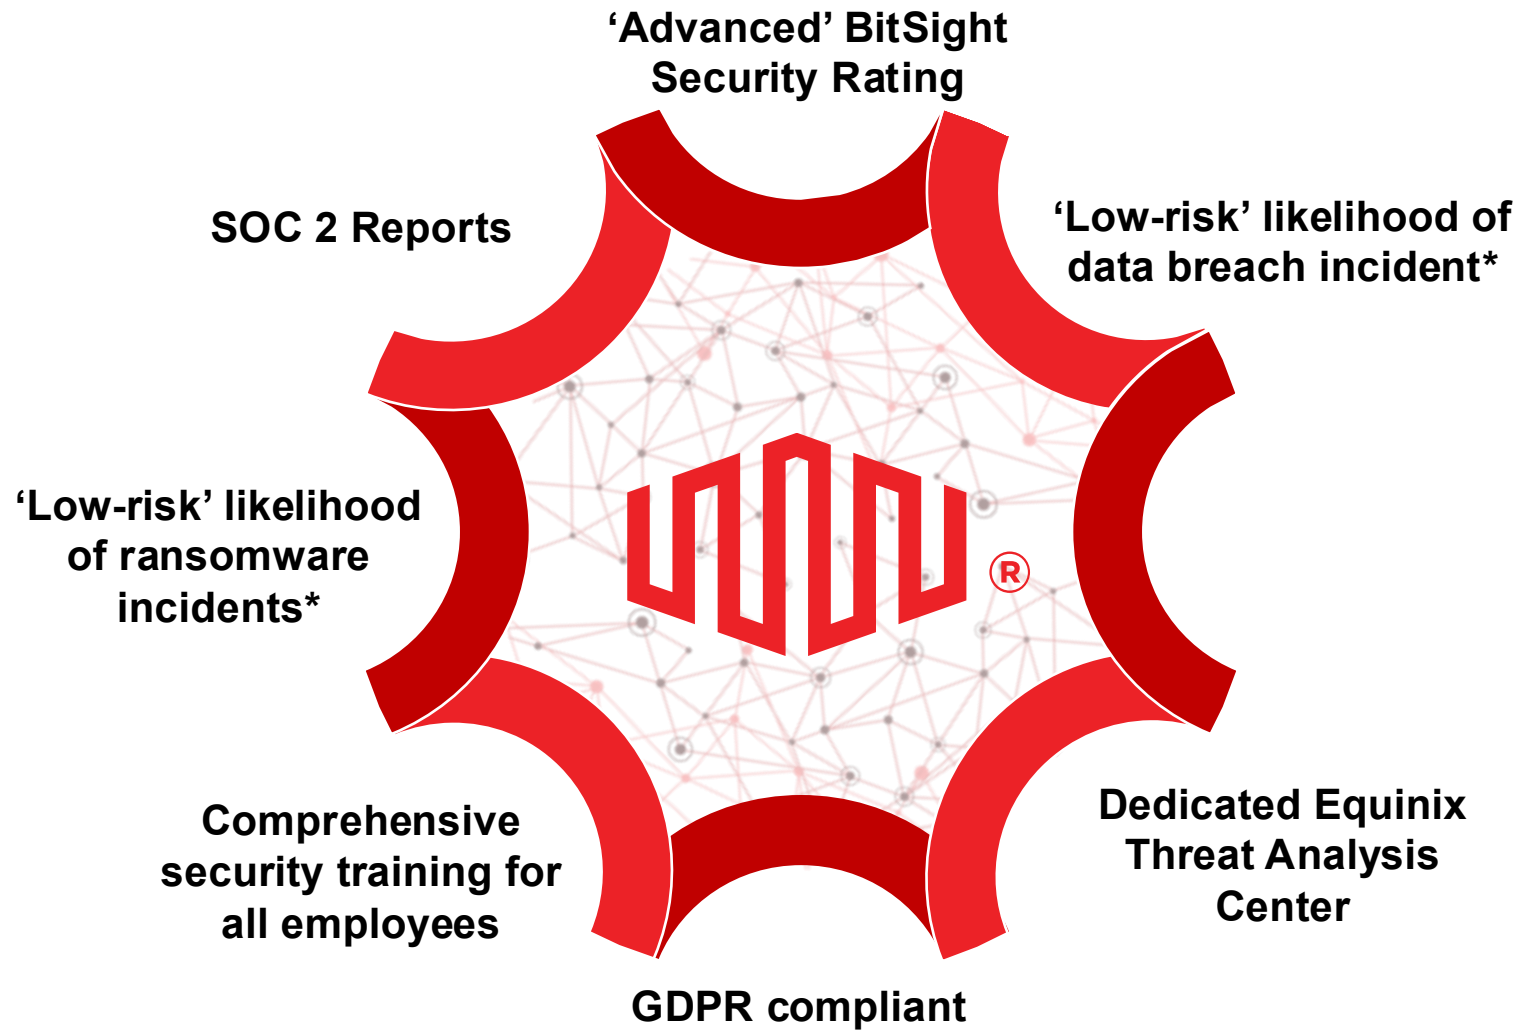 ‘Advanced’ BitSight
Security Rating
SOC 2 Reports
‘Low-risk’ likelihood of
data breach incident*
‘Low-risk’ likelihood
of ransomware
incidents*
®
Comprehensive
security training for
all employees
Dedicated Equinix
Threat Analysis
Center
GDPR compliant